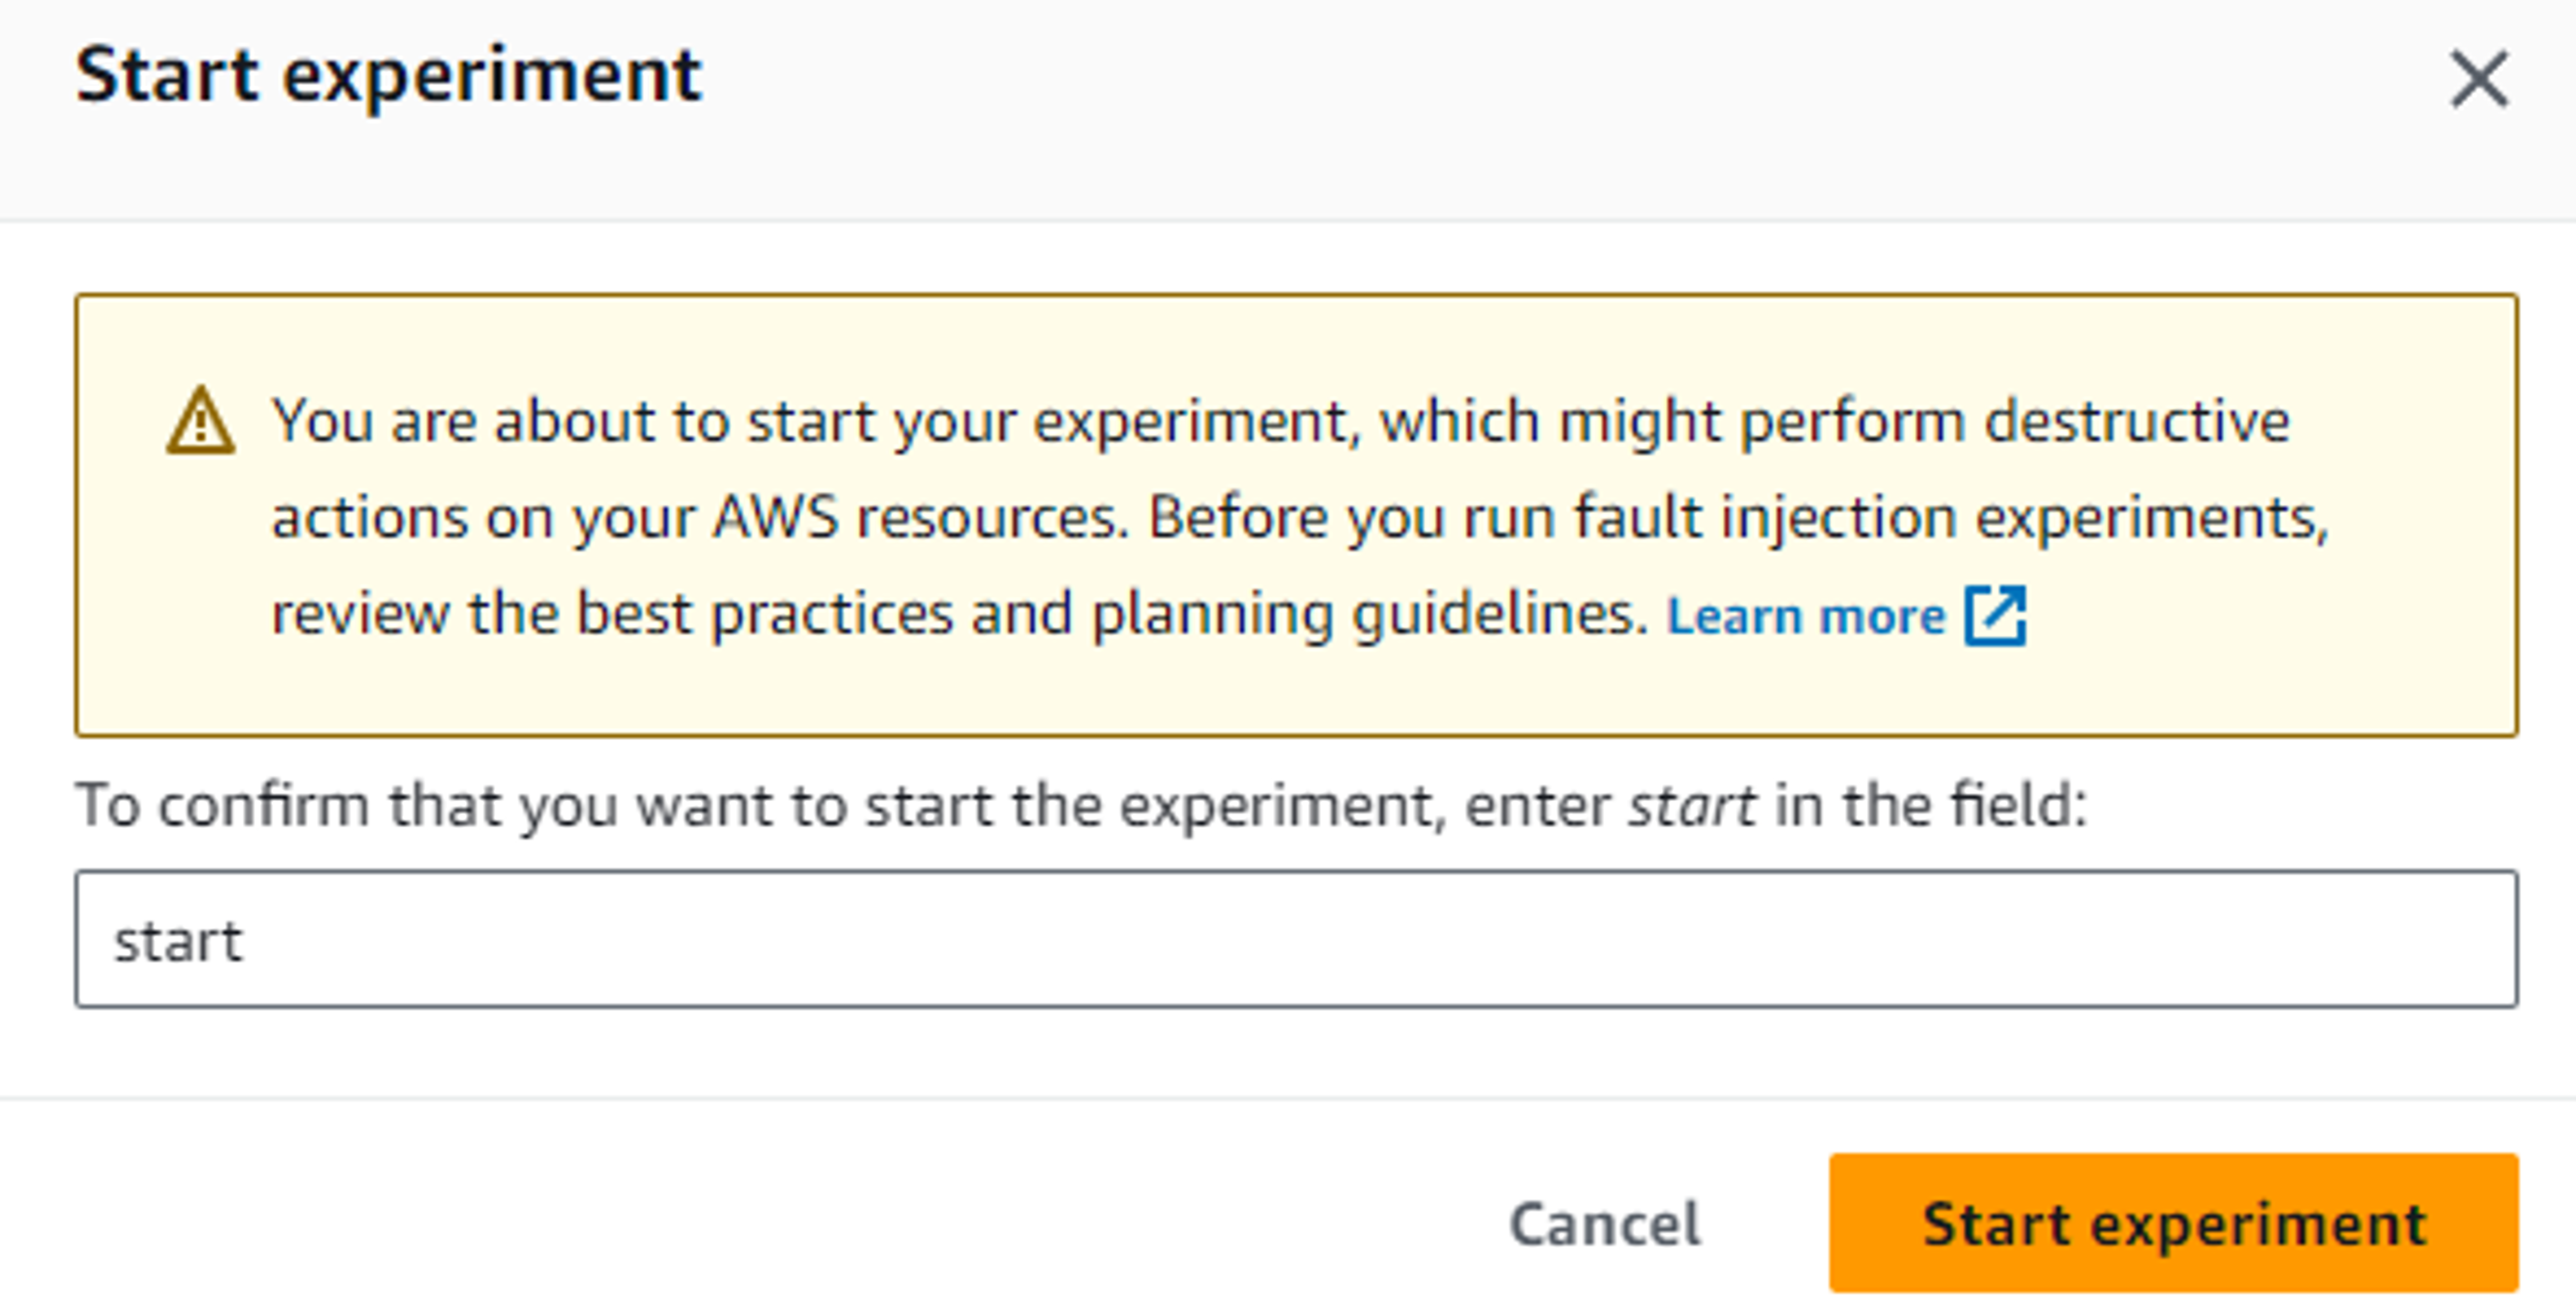 Start experiment
You are about to start your experiment, which might perform destructive
actions on your AWS resources. Before you run fault injection experiments,
review the best practices and planning guidelines. Learn more
To confirm that you want to start the experiment, enter start in the field:
start
Cancel
Start experiment